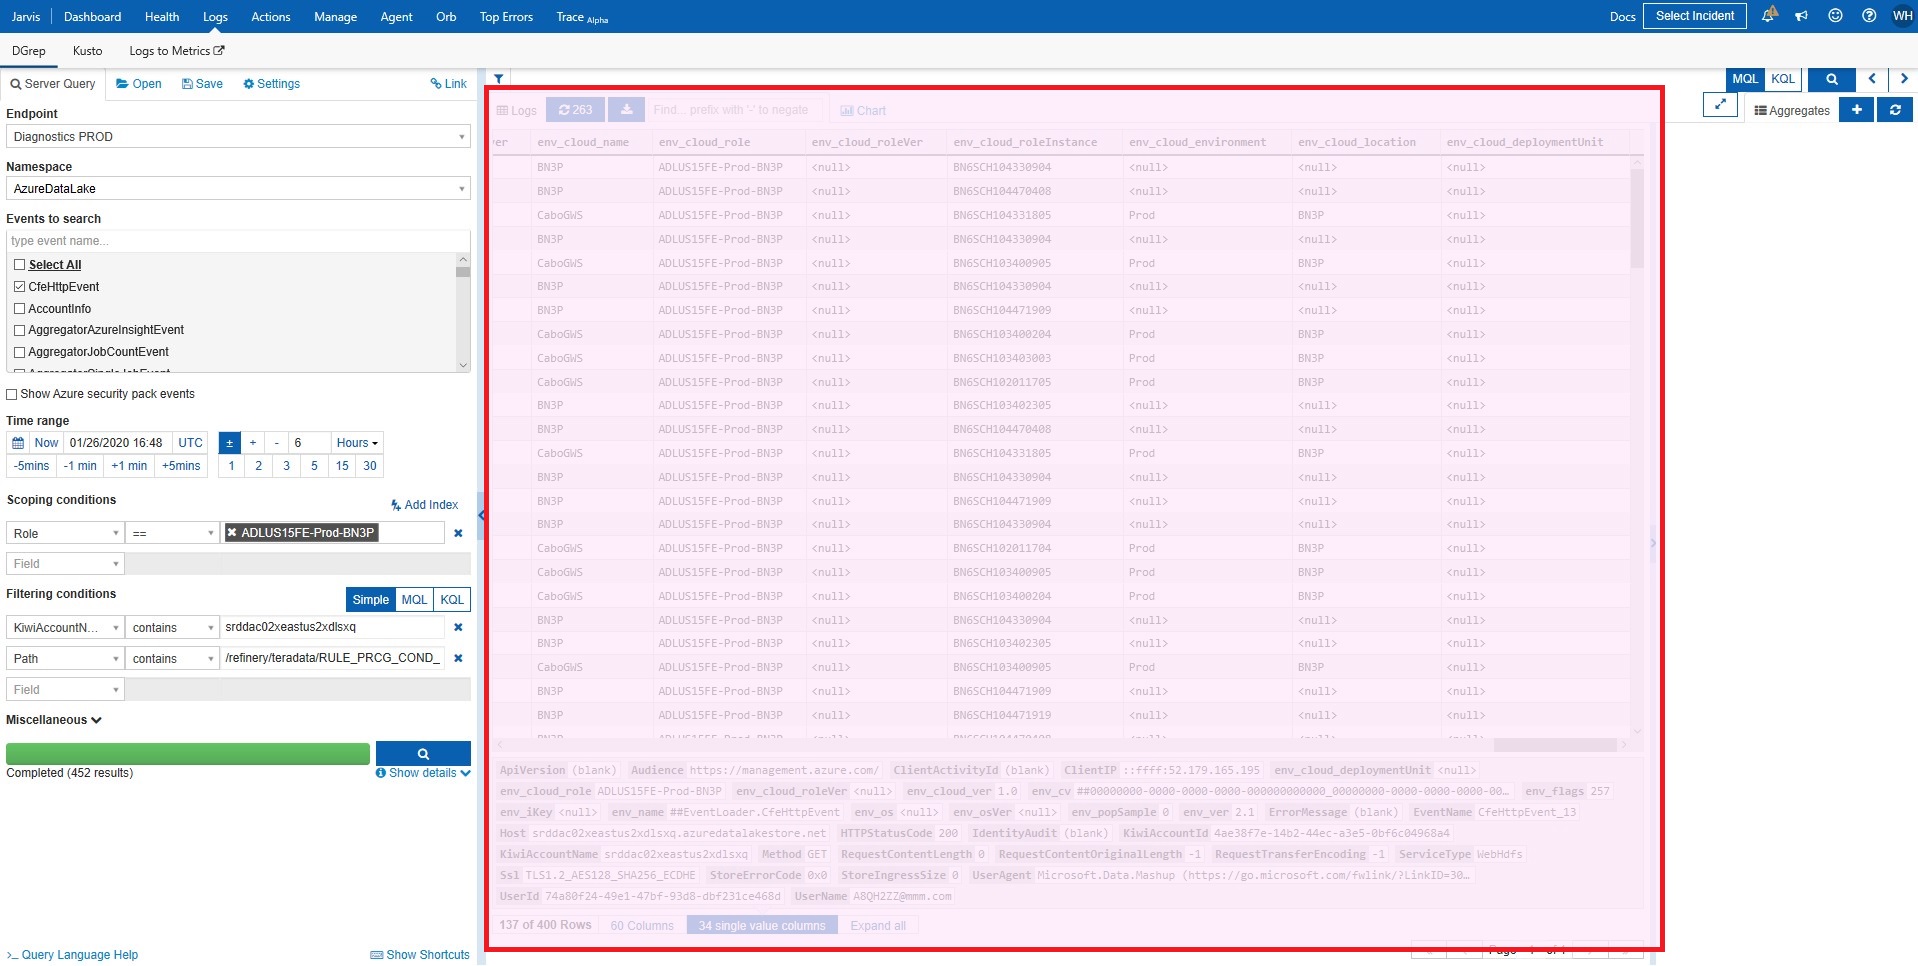 Jarvis Dashboard Health Logs Actions Manage Agent Orb Top Errors Trace Alpha Docs Select Incident WH
DGrep Kusto Logs to Metrics
Server Query Open Save Settings Link MQL KQL
Logs 263 Find... prefix with '-' to negate Chart Aggregates
Endpoint
Diagnostics PROD
Namespace
AzureDataLake
Events to search
type event name...
Select All
CfeHttpEvent
AccountInfo
AggregatorAzureInsightEvent
AggregatorJobCountEvent
AggregatorSingleJobEvent
Show Azure security pack events
Time range
Now 01/26/2020 16:48 UTC ± + - 6 Hours
-5mins -1 min +1 min +5mins 1 2 3 5 15 30
Scoping conditions
Add Index
Role == ADLUS15FE-Prod-BN3P
Field
Filtering conditions
Simple MQL KQL
KiwiAccountN... contains srddac02xeastus2xdlsxq
Path contains /refinery/teradata/RULE_PRCG_COND_
Field
Miscellaneous
Completed (452 results) Show details
>_ Query Language Help Show Shortcuts
ver env_cloud_name env_cloud_role env_cloud_roleVer env_cloud_roleInstance env_cloud_environment env_cloud_location env_cloud_deploymentUnit
BN3P ADLUS15FE-Prod-BN3P <null> BN6SCH104330904 <null> <null> <null>
BN3P ADLUS15FE-Prod-BN3P <null> BN6SCH104470408 <null> <null> <null>
CaboGWS ADLUS15FE-Prod-BN3P <null> BN6SCH104331805 Prod BN3P <null>
BN3P ADLUS15FE-Prod-BN3P <null> BN6SCH104330904 <null> <null> <null>
CaboGWS ADLUS15FE-Prod-BN3P <null> BN6SCH103400905 Prod BN3P <null>
BN3P ADLUS15FE-Prod-BN3P <null> BN6SCH104330904 <null> <null> <null>
BN3P ADLUS15FE-Prod-BN3P <null> BN6SCH104471909 <null> <null> <null>
CaboGWS ADLUS15FE-Prod-BN3P <null> BN6SCH103400204 Prod BN3P <null>
CaboGWS ADLUS15FE-Prod-BN3P <null> BN6SCH103403003 Prod BN3P <null>
CaboGWS ADLUS15FE-Prod-BN3P <null> BN6SCH102011705 Prod BN3P <null>
BN3P ADLUS15FE-Prod-BN3P <null> BN6SCH103402305 <null> <null> <null>
BN3P ADLUS15FE-Prod-BN3P <null> BN6SCH104470408 <null> <null> <null>
CaboGWS ADLUS15FE-Prod-BN3P <null> BN6SCH104331805 Prod BN3P <null>
BN3P ADLUS15FE-Prod-BN3P <null> BN6SCH104330904 <null> <null> <null>
BN3P ADLUS15FE-Prod-BN3P <null> BN6SCH104471909 <null> <null> <null>
BN3P ADLUS15FE-Prod-BN3P <null> BN6SCH104330904 <null> <null> <null>
CaboGWS ADLUS15FE-Prod-BN3P <null> BN6SCH102011704 Prod BN3P <null>
CaboGWS ADLUS15FE-Prod-BN3P <null> BN6SCH103400905 Prod BN3P <null>
CaboGWS ADLUS15FE-Prod-BN3P <null> BN6SCH103400204 Prod BN3P <null>
BN3P ADLUS15FE-Prod-BN3P <null> BN6SCH104330904 <null> <null> <null>
BN3P ADLUS15FE-Prod-BN3P <null> BN6SCH103402305 <null> <null> <null>
CaboGWS ADLUS15FE-Prod-BN3P <null> BN6SCH103400905 Prod BN3P <null>
BN3P ADLUS15FE-Prod-BN3P <null> BN6SCH104471909 <null> <null> <null>
BN3P ADLUS15FE-Prod-BN3P <null> BN6SCH104471919 <null> <null> <null>
ApiVersion (blank) Audience https://management.azure.com/ ClientActivityId (blank) ClientIP ::ffff:52.179.165.195 env_cloud_deploymentUnit <null>
env_cloud_role ADLUS15FE-Prod-BN3P env_cloud_roleVer <null> env_cloud_ver 1.0 env_cv ##00000000-0000-0000-0000-000000000000_00000000-0000-0000-0000-00... env_flags 257
env_iKey <null> env_name ##EventLoader.CfeHttpEvent env_os <null> env_osVer <null> env_popSample 0 env_ver 2.1 ErrorMessage (blank) EventName CfeHttpEvent_13
Host srddac02xeastus2xdlsxq.azuredatalakestore.net HTTPStatusCode 200 IdentityAudit (blank) KiwiAccountId 4ae38f7e-14b2-44ec-a3e5-0bf6c04968a4
KiwiAccountName srddac02xeastus2xdlsxq Method GET RequestContentLength 0 RequestContentOriginalLength -1 RequestTransferEncoding -1 ServiceType WebHdfs
Ssl TLS1.2_AES128_SHA256_ECDHE StoreErrorCode 0x0 StoreIngressSize 0 UserAgent Microsoft.Data.Mashup (https://go.microsoft.com/fwlink/?LinkID=30...
UserId 74a80f24-49e1-47bf-93d8-dbf231ce468d UserName A8QH2ZZ@mmm.com
137 of 400 Rows 60 Columns 34 single value columns Expand all